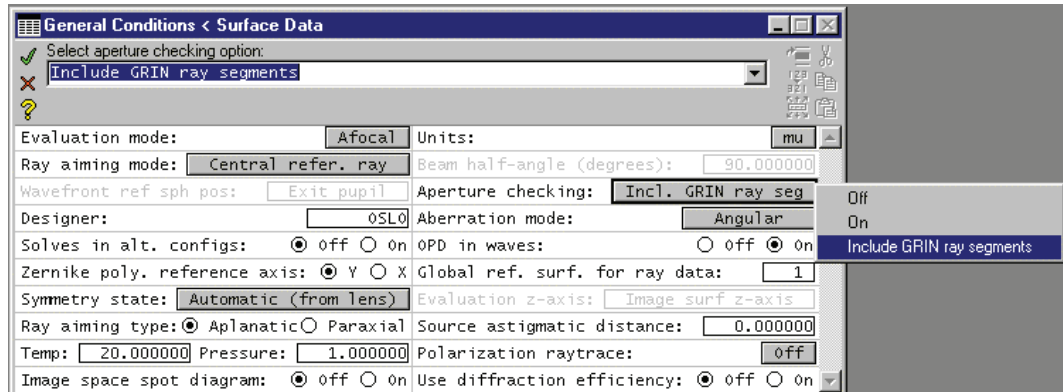 General Conditions < Surface Data
Select aperture checking option:
Include GRIN ray segments
Evaluation mode: Afocal Units: mu
Ray aiming mode: Central refer. ray Beam half-angle (degrees): 90.000000
Wavefront ref sph pos: Exit pupil Aperture checking: Incl. GRIN ray seg
Off
Designer: OSLO Aberration mode: Angular
On
Solves in alt. configs: Off On OPD in waves: Off On
Include GRIN ray segments
Zernike poly. reference axis: Y X Global ref. surf. for ray data: 1
Symmetry state: Automatic (from lens) Evaluation z-axis: Image surf z-axis
Ray aiming type: Aplanatic Paraxial Source astigmatic distance: 0.000000
Temp: 20.000000 Pressure: 1.000000 Polarization raytrace: Off
Image space spot diagram: Off On Use diffraction efficiency: Off On